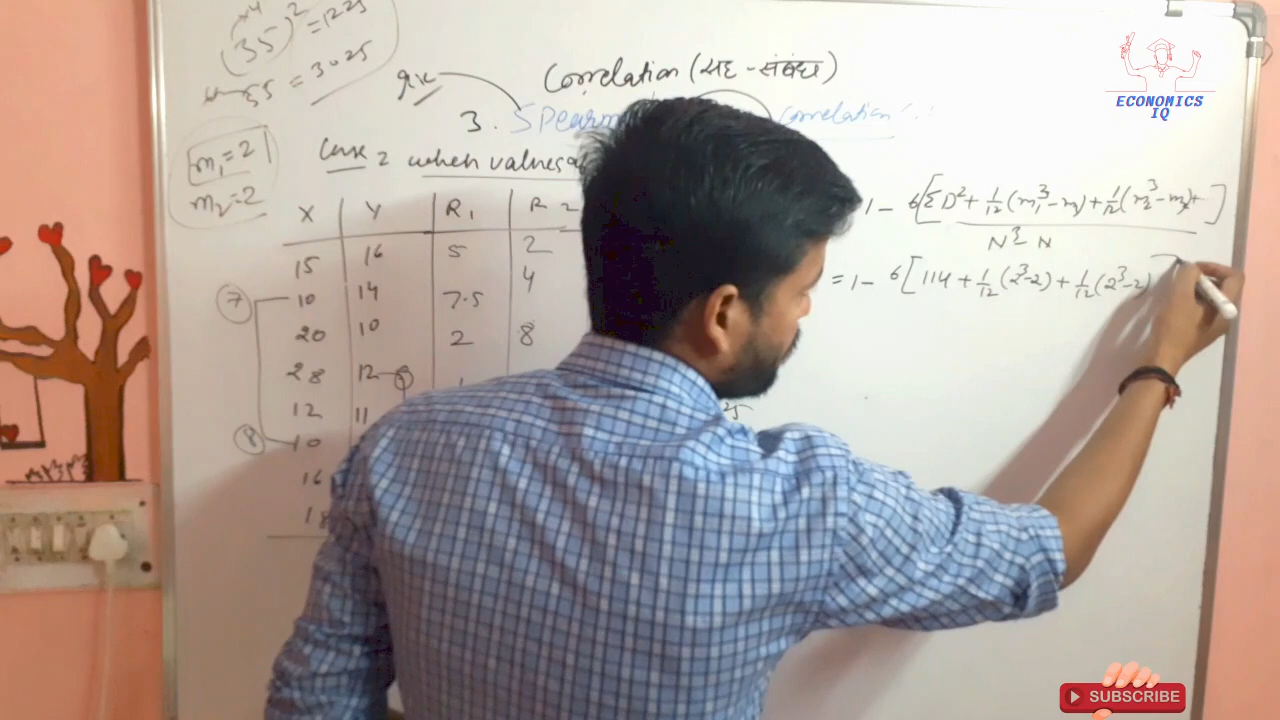 (35)² = 1225
55 = 3025
Correlation (सह-संबंध)
3. Spearm correlation
m₁ = 2
m₂ = 2
Case 2 when values
X Y R₁ R₂
15 16 5 2
7 10 14 7.5 4
20 10 2 8
28 12
12 11
8 10
16
18
1 - 6[ΣD² + 1/12(m₁³ - m₁) + 1/12(m₂³ - m₂) + ]
N³ N
= 1 - 6[114 + 1/12(2³-2) + 1/12(2³-2)
ECONOMICS
IQ
SUBSCRIBE